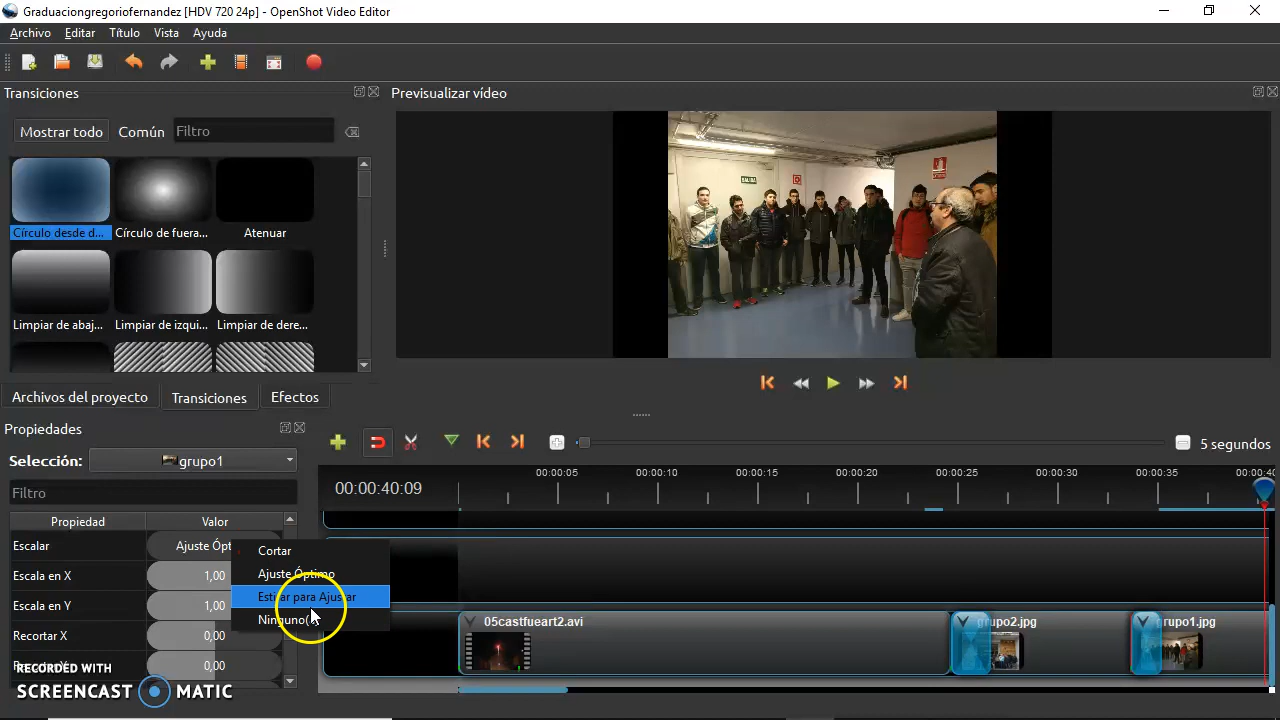 Graduaciongregoriofernandez [HDV 720 24p] - OpenShot Video Editor
Archivo Editar Título Vista Ayuda
Transiciones
Previsualizar vídeo
Mostrar todo Común Filtro
Círculo desde d... Círculo de fuera... Atenuar
Limpiar de abaj... Limpiar de izqui... Limpiar de dere...
SALIDA
Archivos del proyecto Transiciones Efectos
Propiedades
Selección: grupo1
5 segundos
Filtro
00:00:40:09
00:00:05 00:00:10 00:00:15 00:00:20 00:00:25 00:00:30 00:00:35 00:00:40
Propiedad Valor
Escalar Ajuste Ópt
Cortar
Ajuste Óptimo
Estirar para Ajustar
Escala en X 1,00
Escala en Y 1,00
Recortar X 0,00
0,00
05castfueart2.avi grupo2.jpg grupo1.jpg
RECORDED WITH
SCREENCAST MATIC